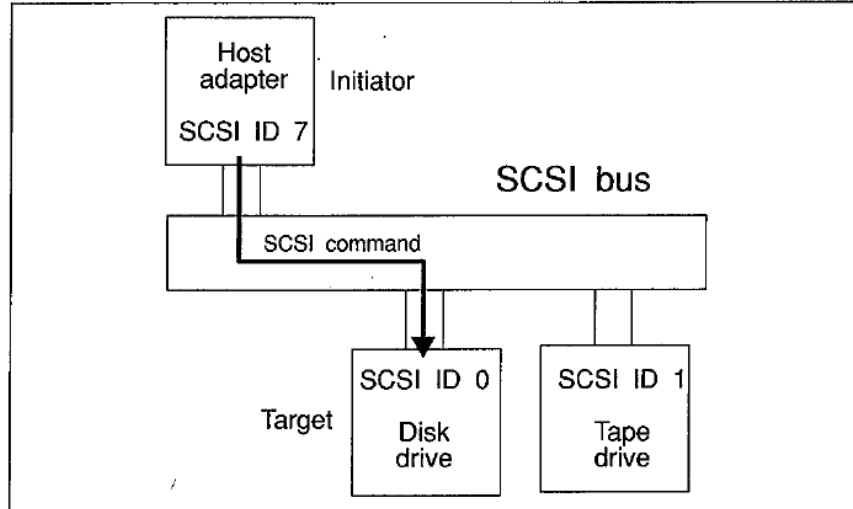 Host
adapter
SCSI ID 7
Initiator
SCSI bus
SCSI command
SCSI ID 0
Disk
drive
Target
SCSI ID 1
Tape
drive